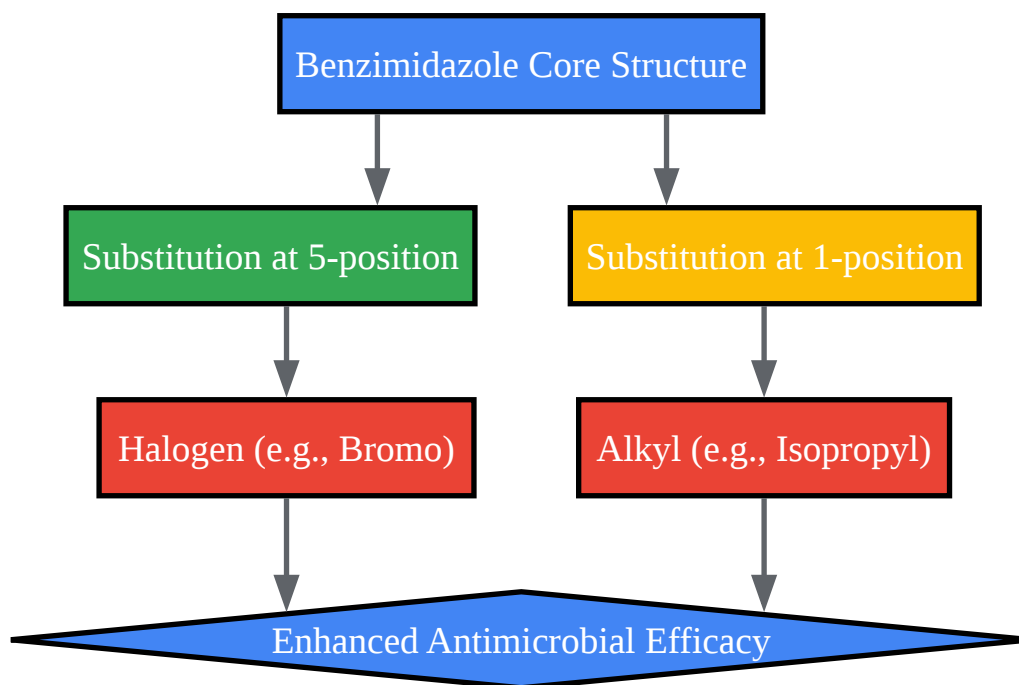 Benzimidazole Core Structure
Substitution at 5-position
Substitution at 1-position
Halogen (e.g., Bromo)
Alkyl (e.g., Isopropyl)
Enhanced Antimicrobial Efficacy